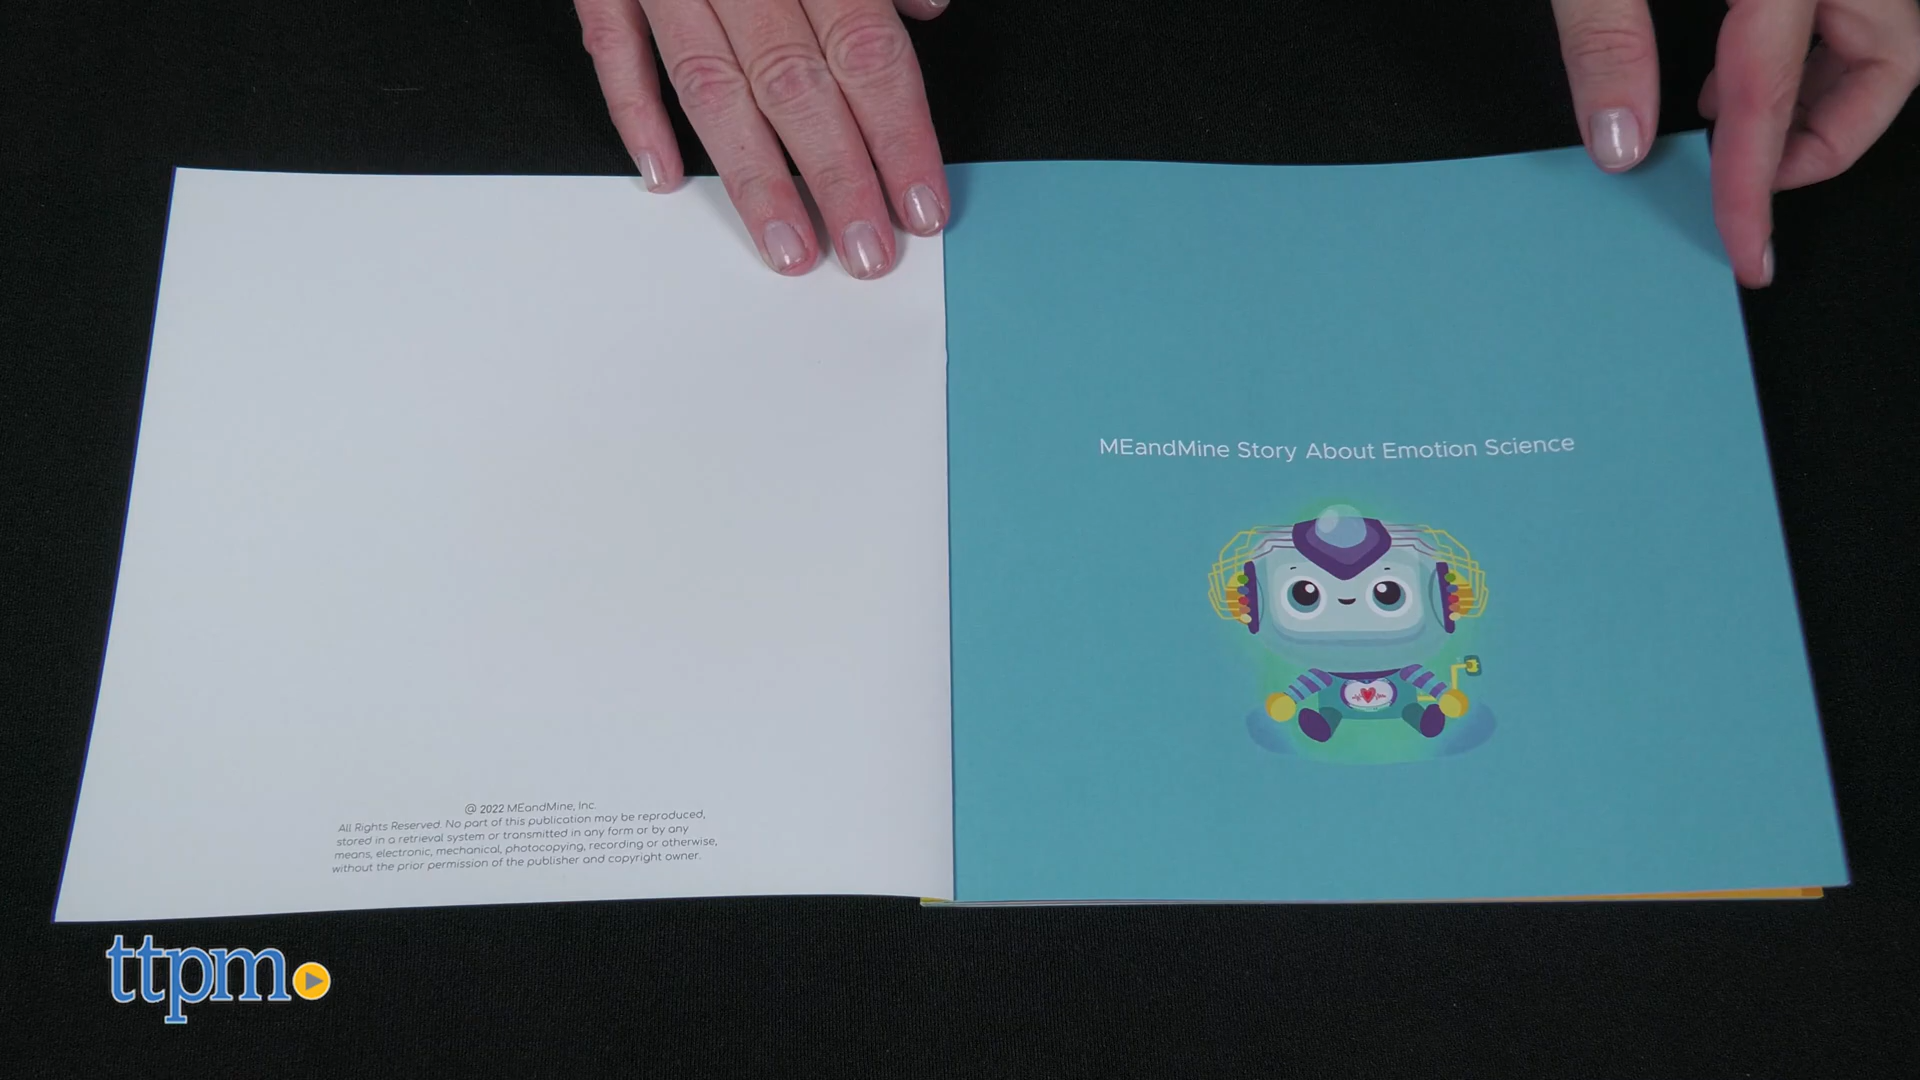 MEandMine Story About Emotion Science
@ 2022 MEandMine, Inc.
All Rights Reserved. No part of this publication may be reproduced,
stored in a retrieval system or transmitted in any form or by any
means, electronic, mechanical, photocopying, recording or otherwise,
without the prior permission of the publisher and copyright owner.
ttpm